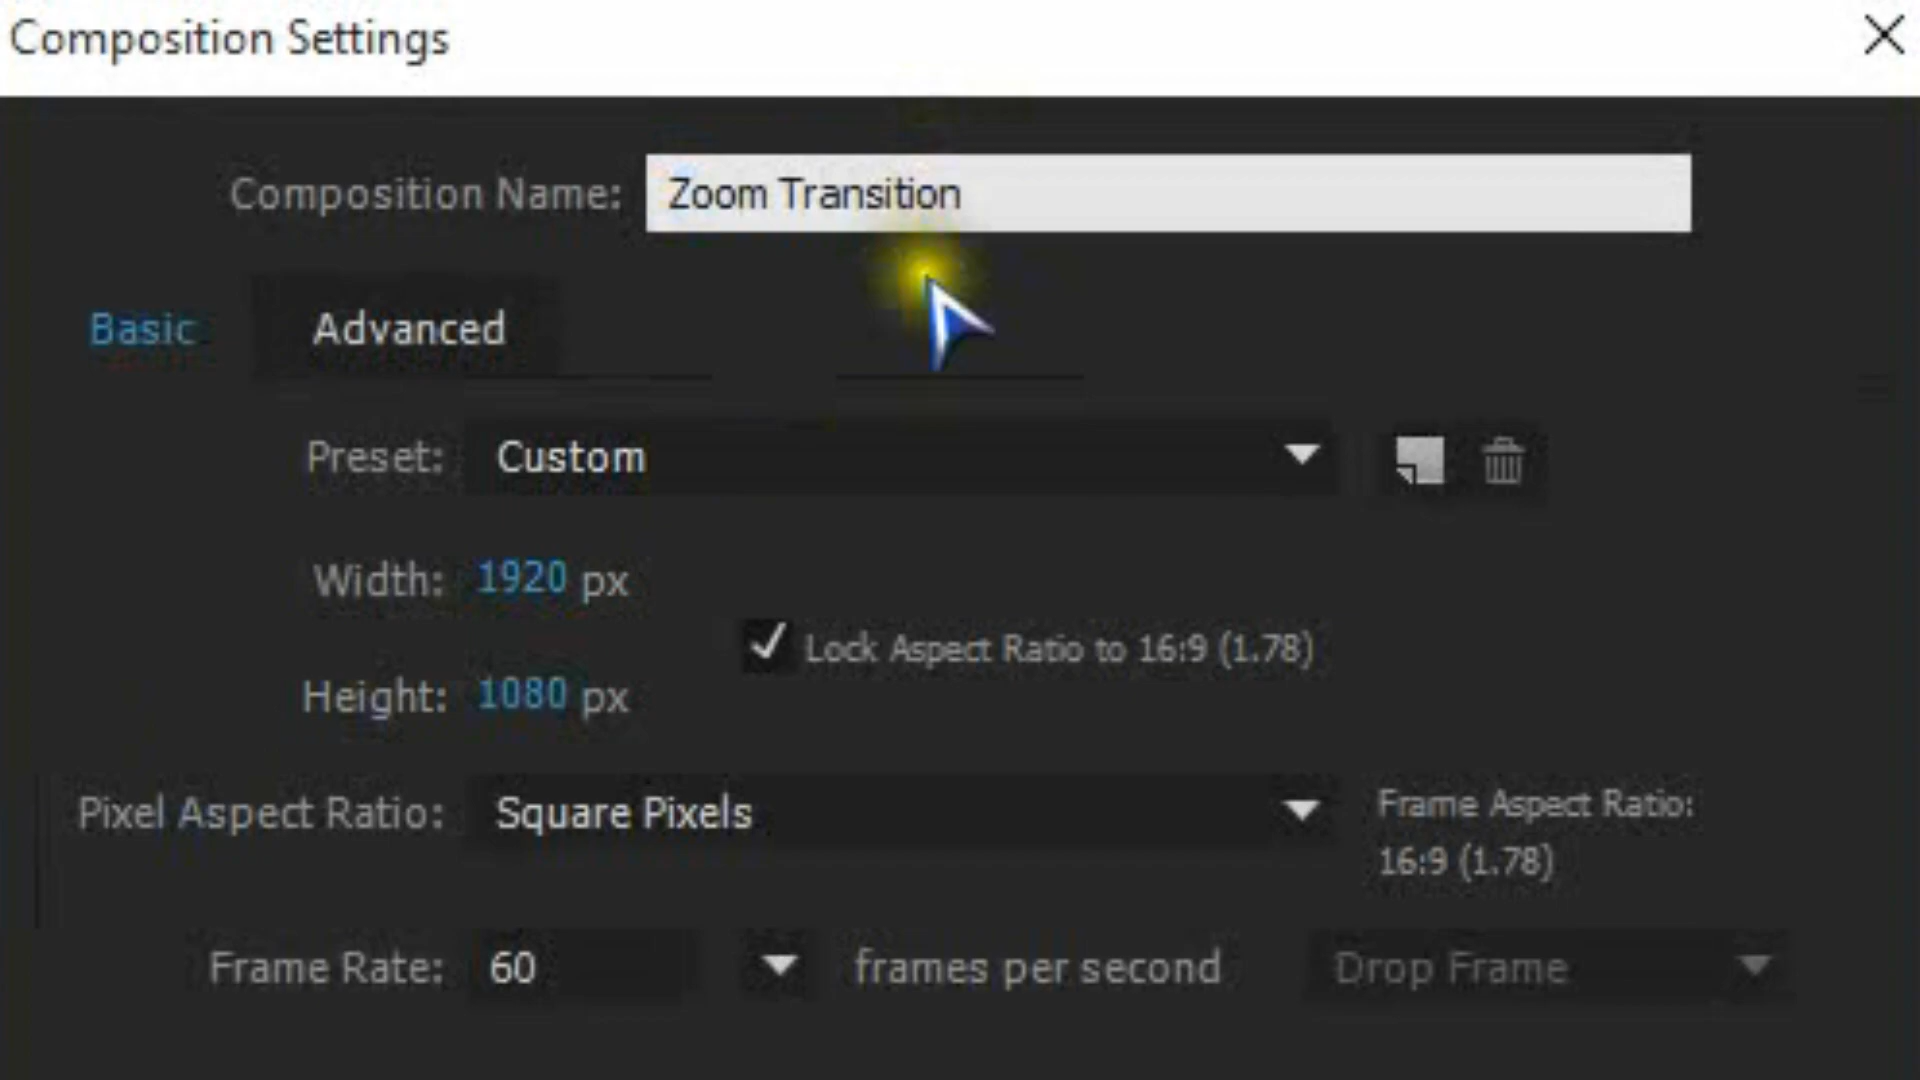 Composition Settings
Composition Name: Zoom Transition
Basic Advanced
Preset: Custom
Width: 1920 px
Lock Aspect Ratio to 16:9 (1.78)
Height: 1080 px
Pixel Aspect Ratio: Square Pixels Frame Aspect Ratio:
16:9 (1.78)
Frame Rate: 60 frames per second Drop Frame